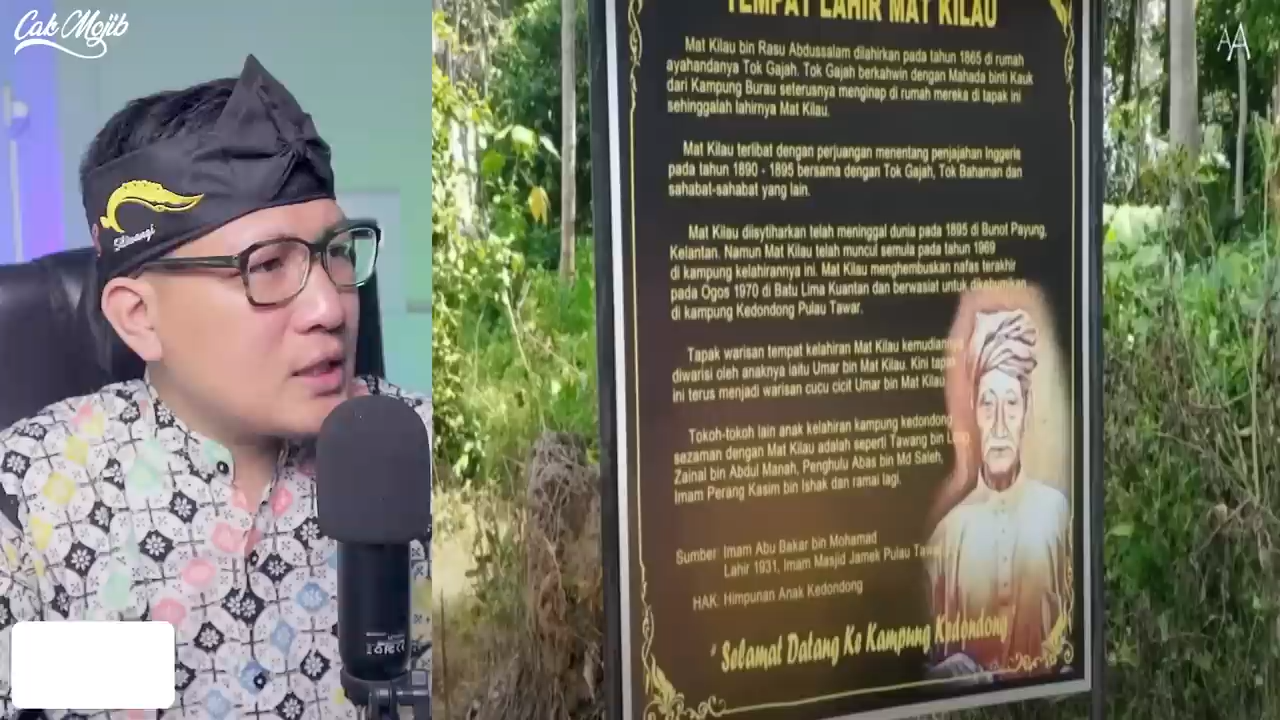 Cak Mojib
AA
Siliwangi
TEMPAT LAHIR MAT KILAU
Mat Kilau bin Rasu Abdussalam dilahirkan pada tahun 1865 di rumah
ayahandanya Tok Gajah. Tok Gajah berkahwin dengan Mahada binti Kauk
dari Kampung Burau seterusnya menginap di rumah mereka di tapak ini
sehinggalah lahirnya Mat Kilau.
Mat Kilau terlibat dengan perjuangan menentang penjajahan Inggeris
pada tahun 1890 - 1895 bersama dengan Tok Gajah, Tok Bahaman dan
sahabat-sahabat yang lain.
Mat Kilau diisytiharkan telah meninggal dunia pada 1895 di Bunot Payung,
Kelantan. Namun Mat Kilau telah muncul semula pada tahun 1969
di kampung kelahirannya ini. Mat Kilau menghembuskan nafas terakhir
pada Ogos 1970 di Batu Lima Kuantan dan berwasiat untuk dikebumikan
di kampung Kedondong Pulau Tawar.
Tapak warisan tempat kelahiran Mat Kilau kemudiannya
diwarisi oleh anaknya iaitu Umar bin Mat Kilau. Kini tapak
ini terus menjadi warisan cucu cicit Umar bin Mat Kilau
Tokoh-tokoh lain anak kelahiran kampung kedondong
sezaman dengan Mat Kilau adalah seperti Tawang bin
Zainal bin Abdul Manah, Penghulu Abas bin Md Saleh,
Imam Perang Kasim bin Ishak dan ramai lagi.
Sumber Imam Abu Bakar bin Mohamad
Lahir 1931, Imam Masjid Jamek Pulau Tawar
HAK. Himpunan Anak Kedondong
" Selamat Datang Ke Kampung Kedondong